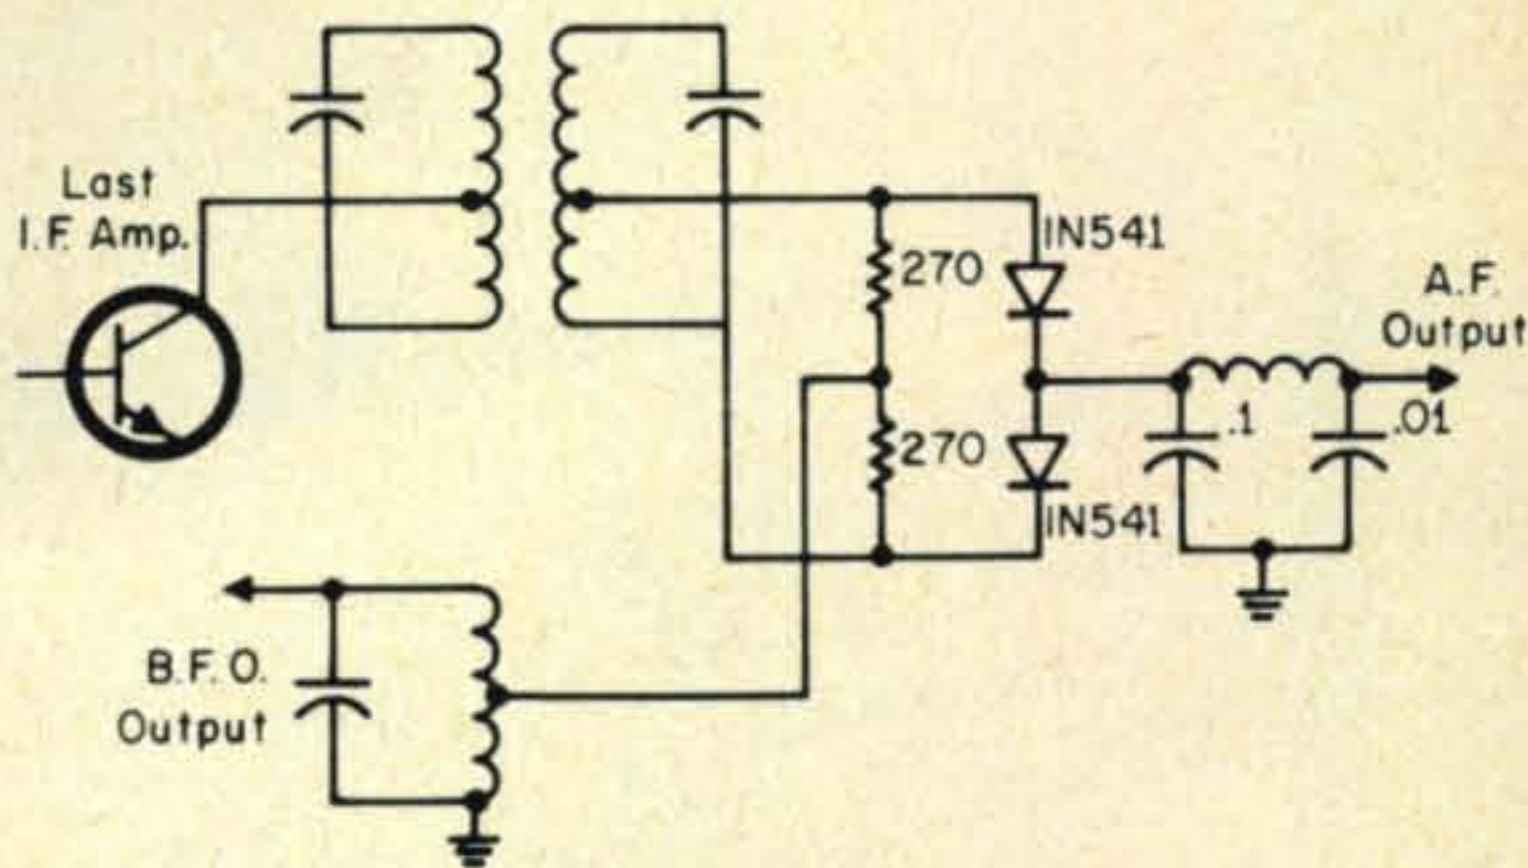 Last
I.F. Amp.
IN541
270
A.F.
Output
270
.1
.01
IN541
B.F.O.
Output